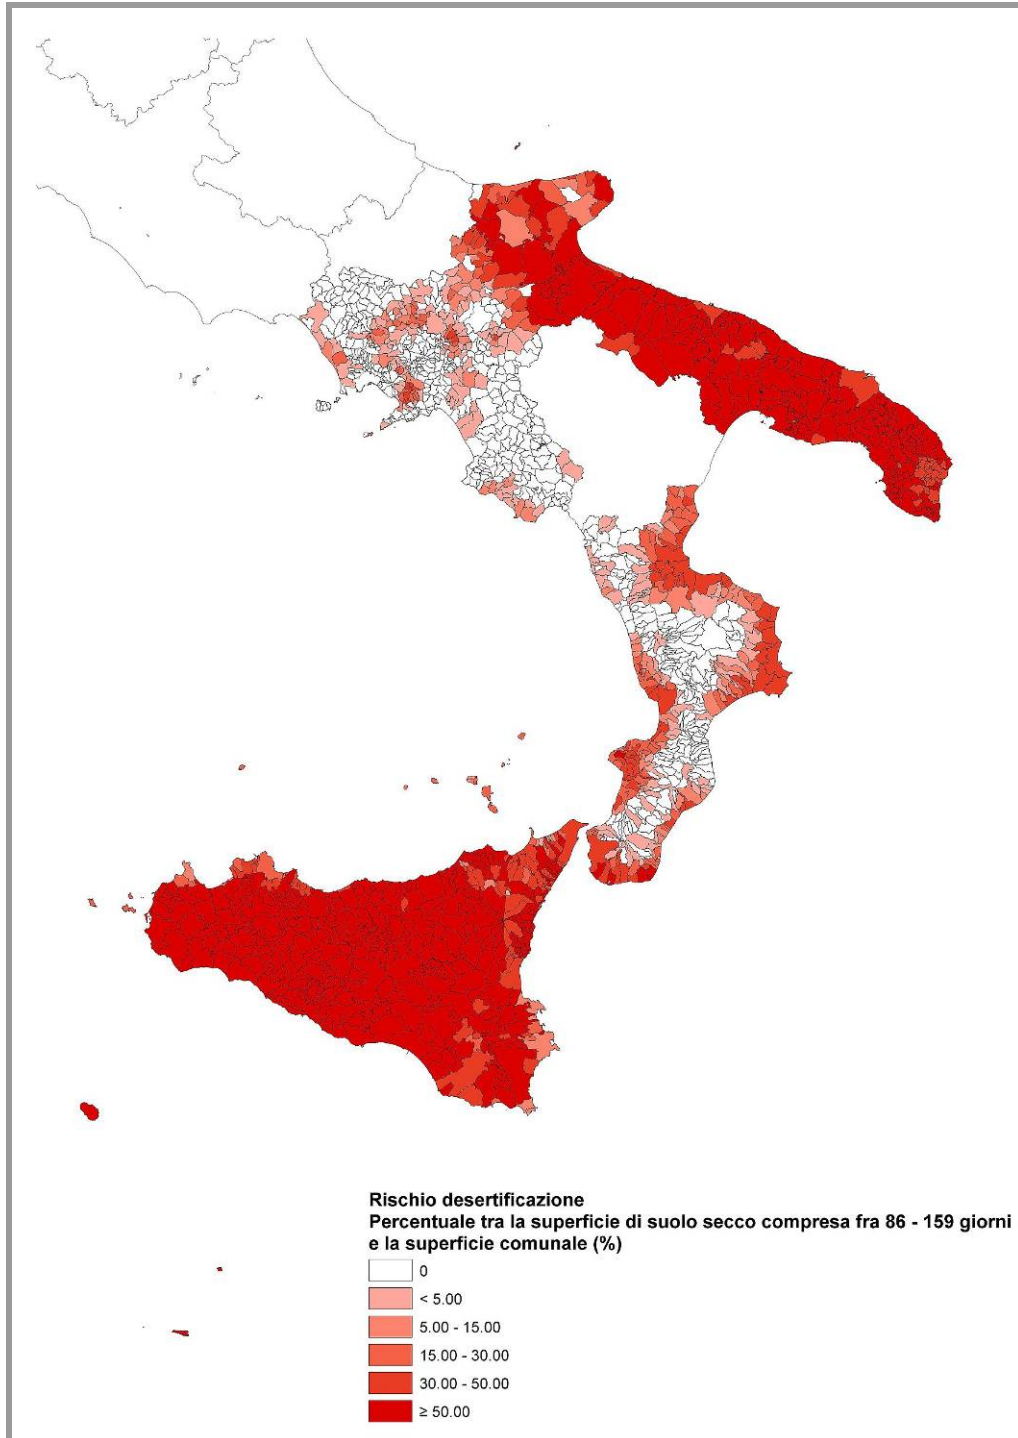 Rischio desertificazione
Percentuale tra la superficie di suolo secco compresa fra 86 - 159 giorni
e la superficie comunale (%)
0
< 5.00
5.00 - 15.00
15.00 - 30.00
30.00 - 50.00
≥ 50.00